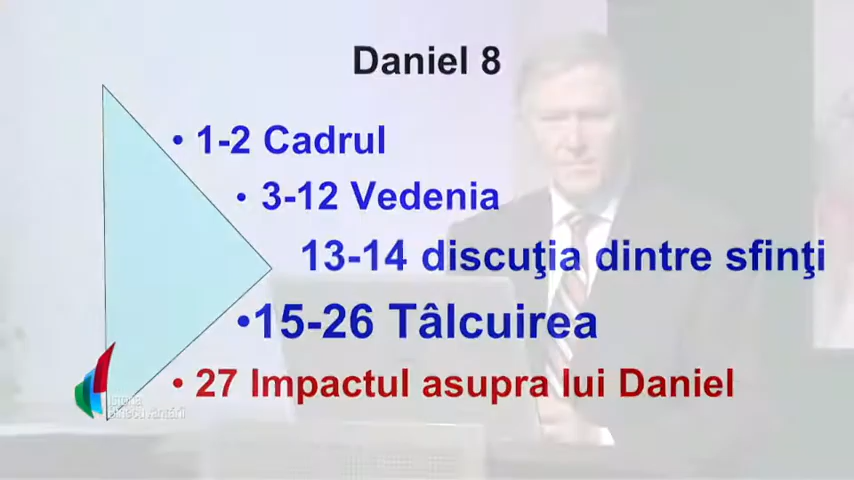 Daniel 8
• 1-2 Cadrul
• 3-12 Vedenia
13-14 discuţia dintre sfinţi
•15-26 Tâlcuirea
• 27 Impactul asupra lui Daniel